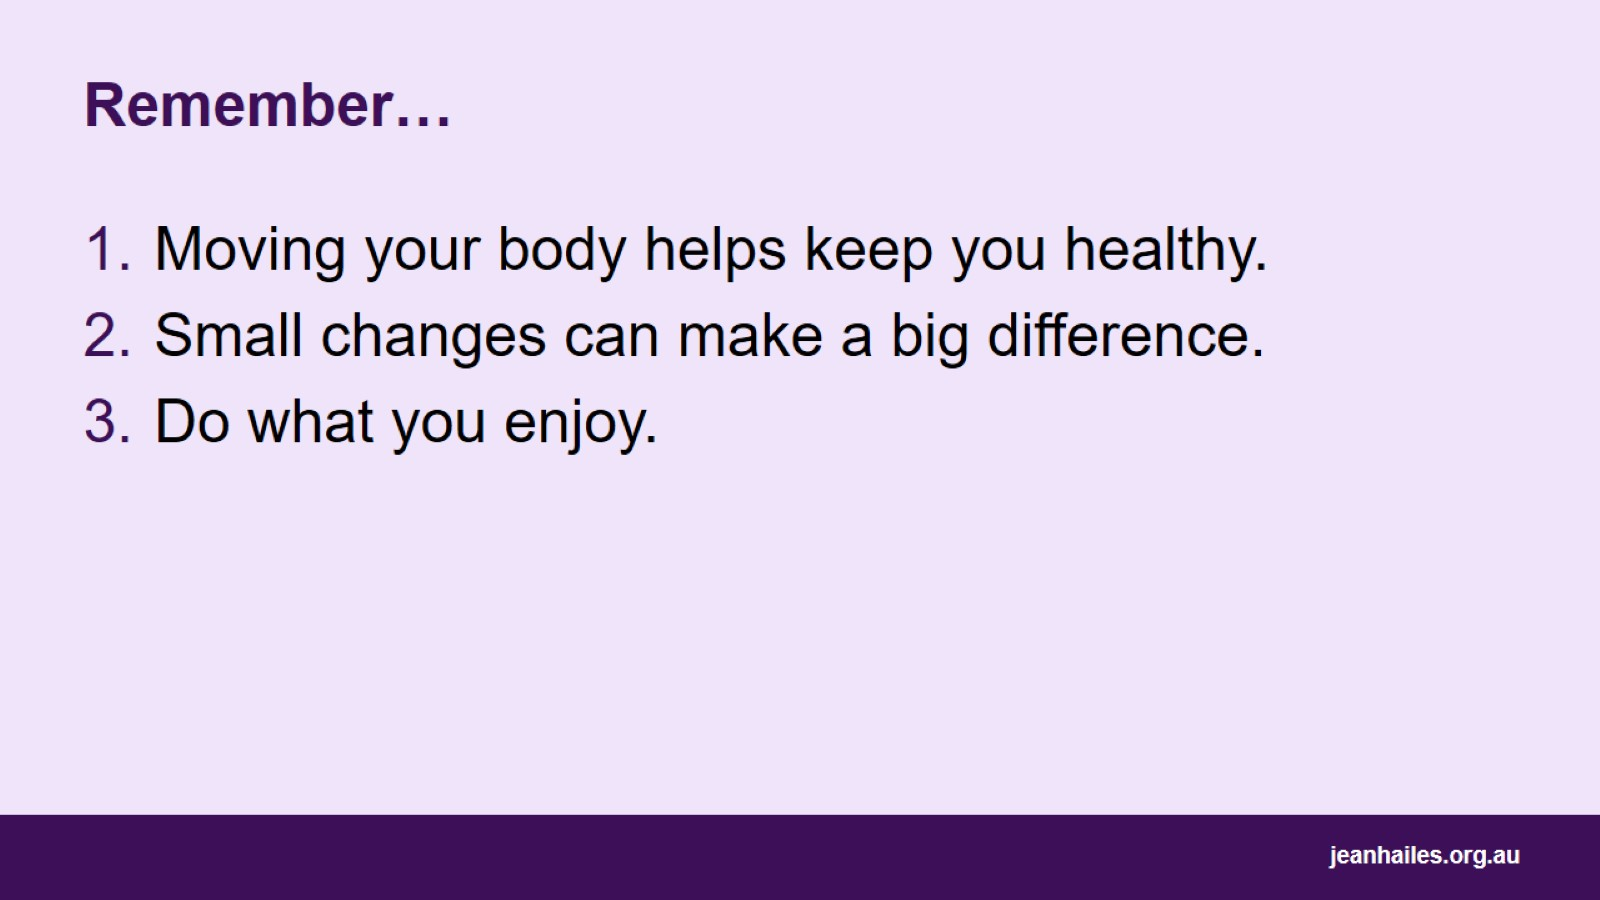 Remember…
1. Moving your body helps keep you healthy.
2. Small changes can make a big difference.
3. Do what you enjoy.
jeanhailes.org.au